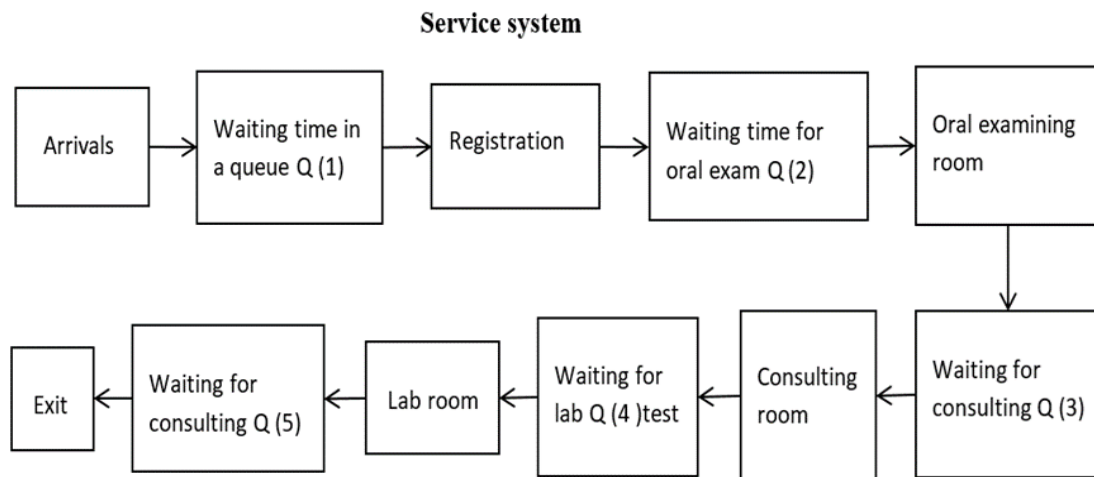 Service system
Arrivals
Waiting time in
a queue Q (1)
Registration
Waiting time for
oral exam Q (2)
Oral examining
room
Waiting for
consulting Q (3)
Consulting
room
Waiting for
lab Q (4 )test
Lab room
Waiting for
consulting Q (5)
Exit